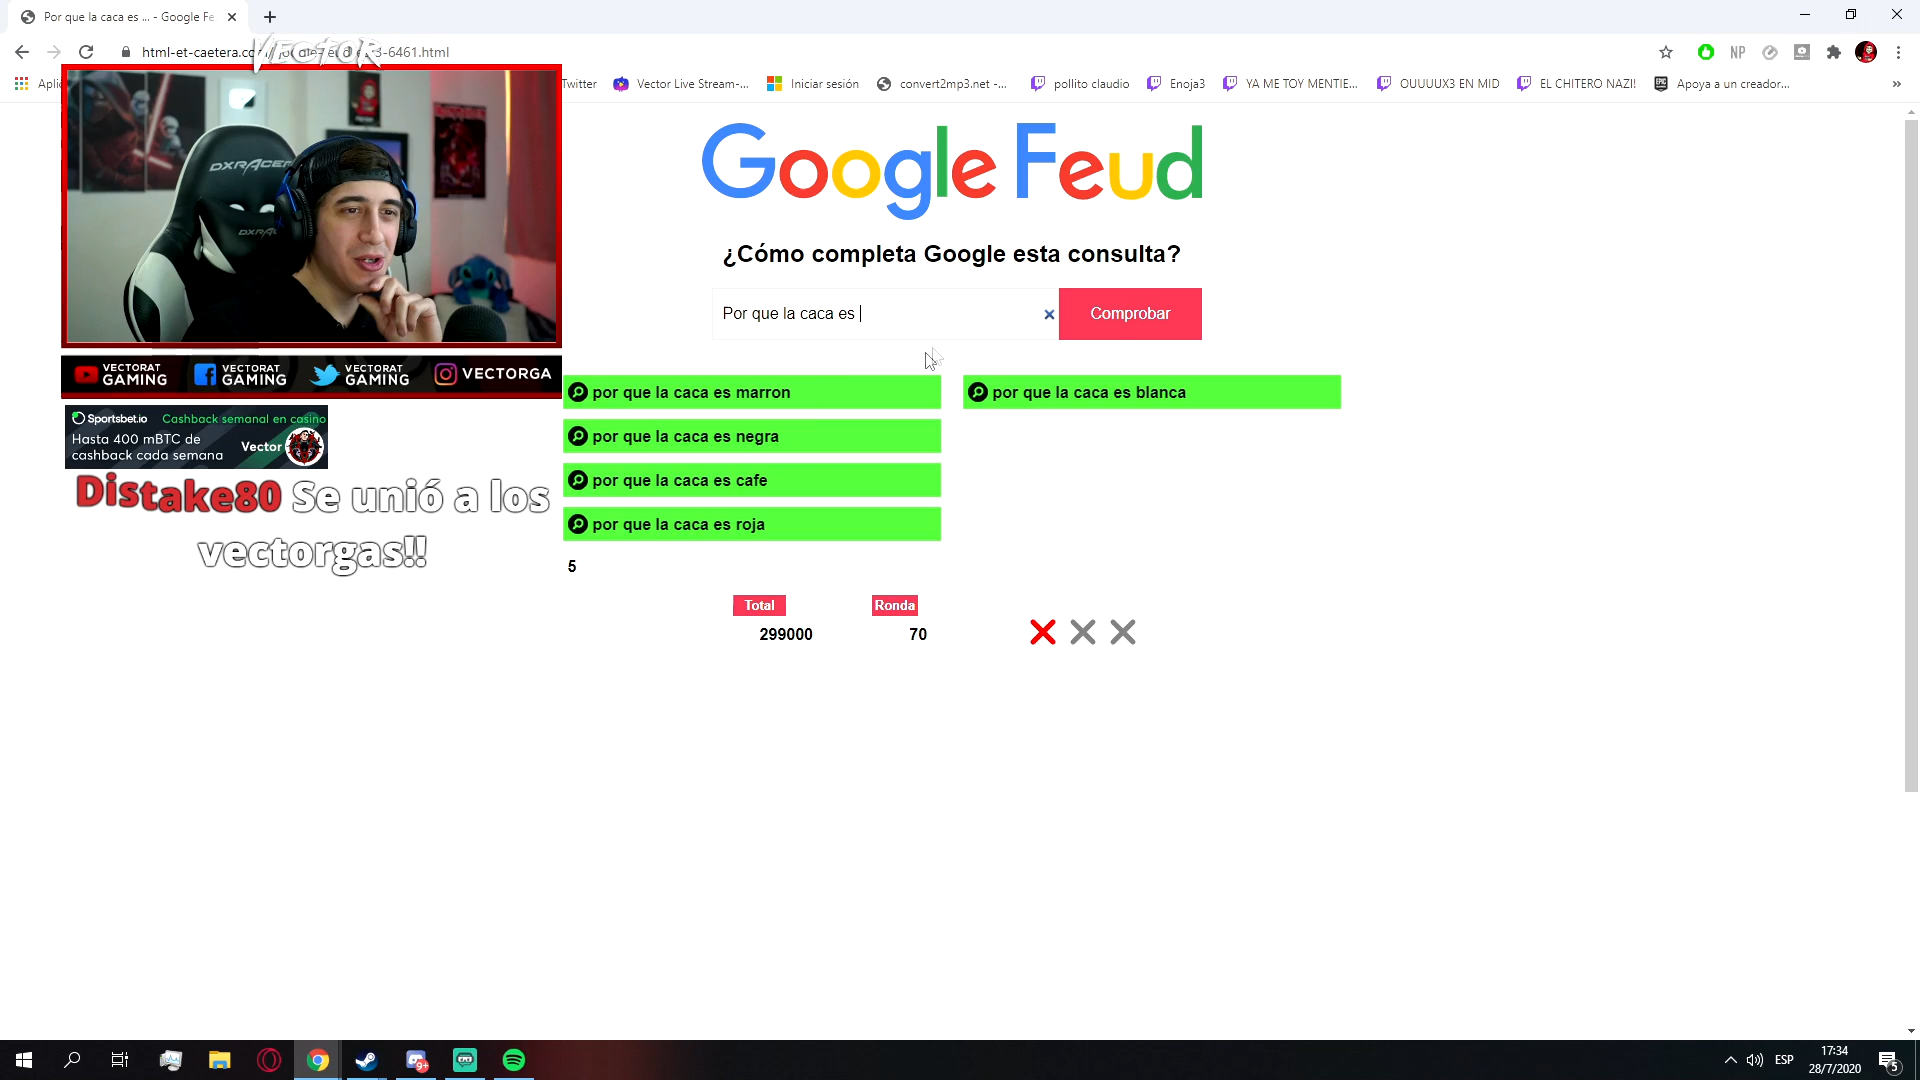 Por que la caca es ... - Google Fe
VECTOR
html-et-caetera.co
3-6461.html
NP
Twitter
Vector Live Stream-...
Iniciar sesión
convert2mp3.net -...
pollito claudio
Enoja3
YA ME TOY MENTIE...
OUUUUX3 EN MID
EL CHITERO NAZI!
Apoya a un creador...
»
DXRACER
Google Feud
¿Cómo completa Google esta consulta?
Por que la caca es
Comprobar
VECTORAT GAMING
VECTORAT GAMING
VECTORAT GAMING
VECTORGA
Sportsbet.io Cashback semanal en casino
Hasta 400 mBTC de
cashback cada semana
Vector
Distake80 Se unió a los
vectorgas!!
por que la caca es marron
por que la caca es blanca
por que la caca es negra
por que la caca es cafe
por que la caca es roja
5
Total
Ronda
299000
70
9+
ESP
17:34
28/7/2020
5